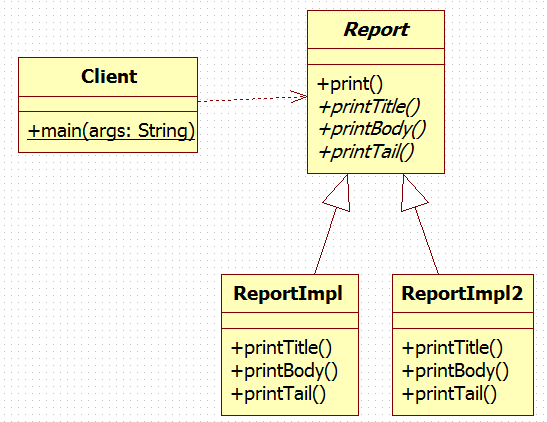 Client
+main(args: String)
Report
+print()
+printTitle()
+printBody()
+printTail()
ReportImpl
+printTitle()
+printBody()
+printTail()
ReportImpl2
+printTitle()
+printBody()
+printTail()